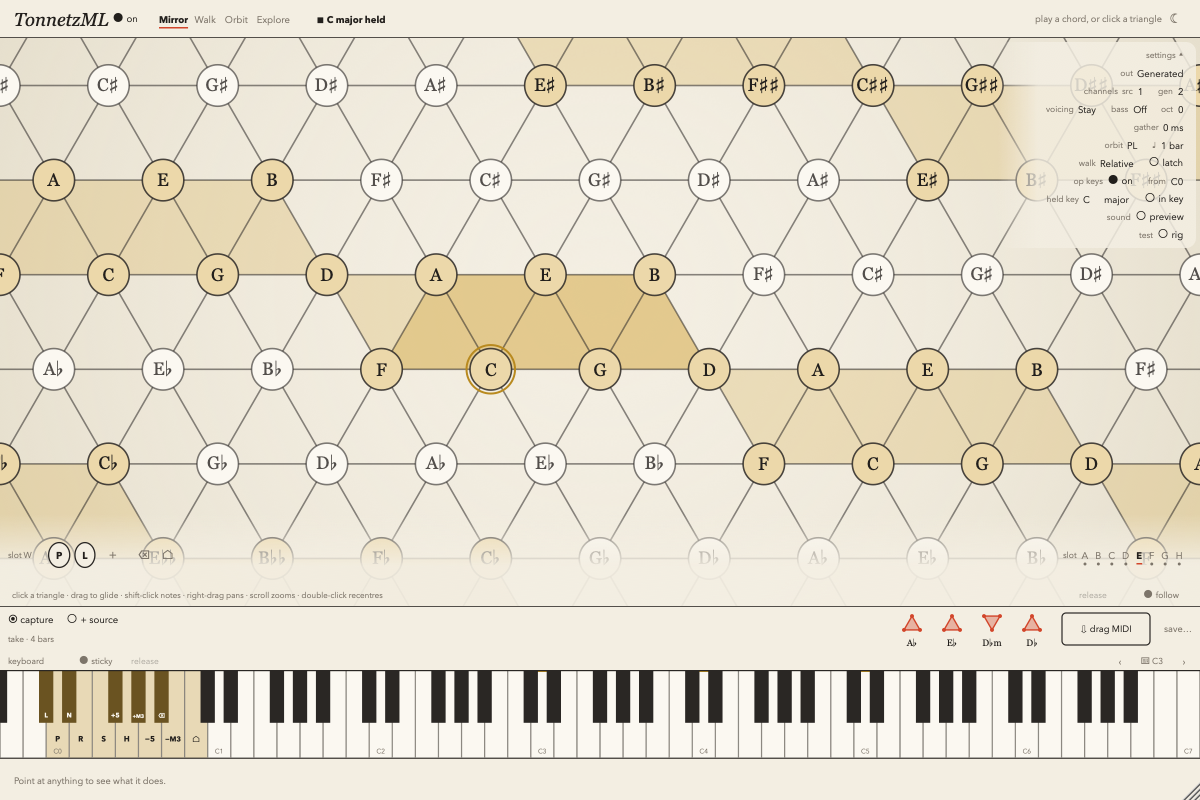 TonnetzML on Mirror Walk Orbit Explore ■ C major held play a chord, or click a triangle
settings
out Generated
C♯ G♯ D♯ A♯ E♯ B♯ F♯♯ C♯♯ G♯♯ D♯♯
channels src 1 gen 2
voicing Stay bass Off oct 0
gather 0 ms
orbit PL ♩ 1 bar
walk Relative latch
A E B F♯ C♯ G♯ D♯ A♯ E♯ B♯ F♯♯
op keys on from C0
held key C major in key
sound preview
test rig
F C G D A E B F♯ C♯ G♯ D♯
A♭ E♭ B♭ F C G D A E B F♯
C♭ G♭ D♭ A♭ E♭ B♭ F C G D A
slot W P L + E♭♭ B♭♭ F♭ C♭ G♭ D♭ A♭ E♭ B♭ slot A B C D E F G H
click a triangle · drag to glide · shift-click notes · right-drag pans · scroll zooms · double-click recentres release follow
capture + source
take · 4 bars
A♭ E♭ D♭m D♭ ⇩ drag MIDI save…
keyboard sticky release ‹ C3 ›
L N +5 +M3 ⌫
P R S H −5 −M3
C0 C1 C2 C3 C4 C5 C6 C7
Point at anything to see what it does.